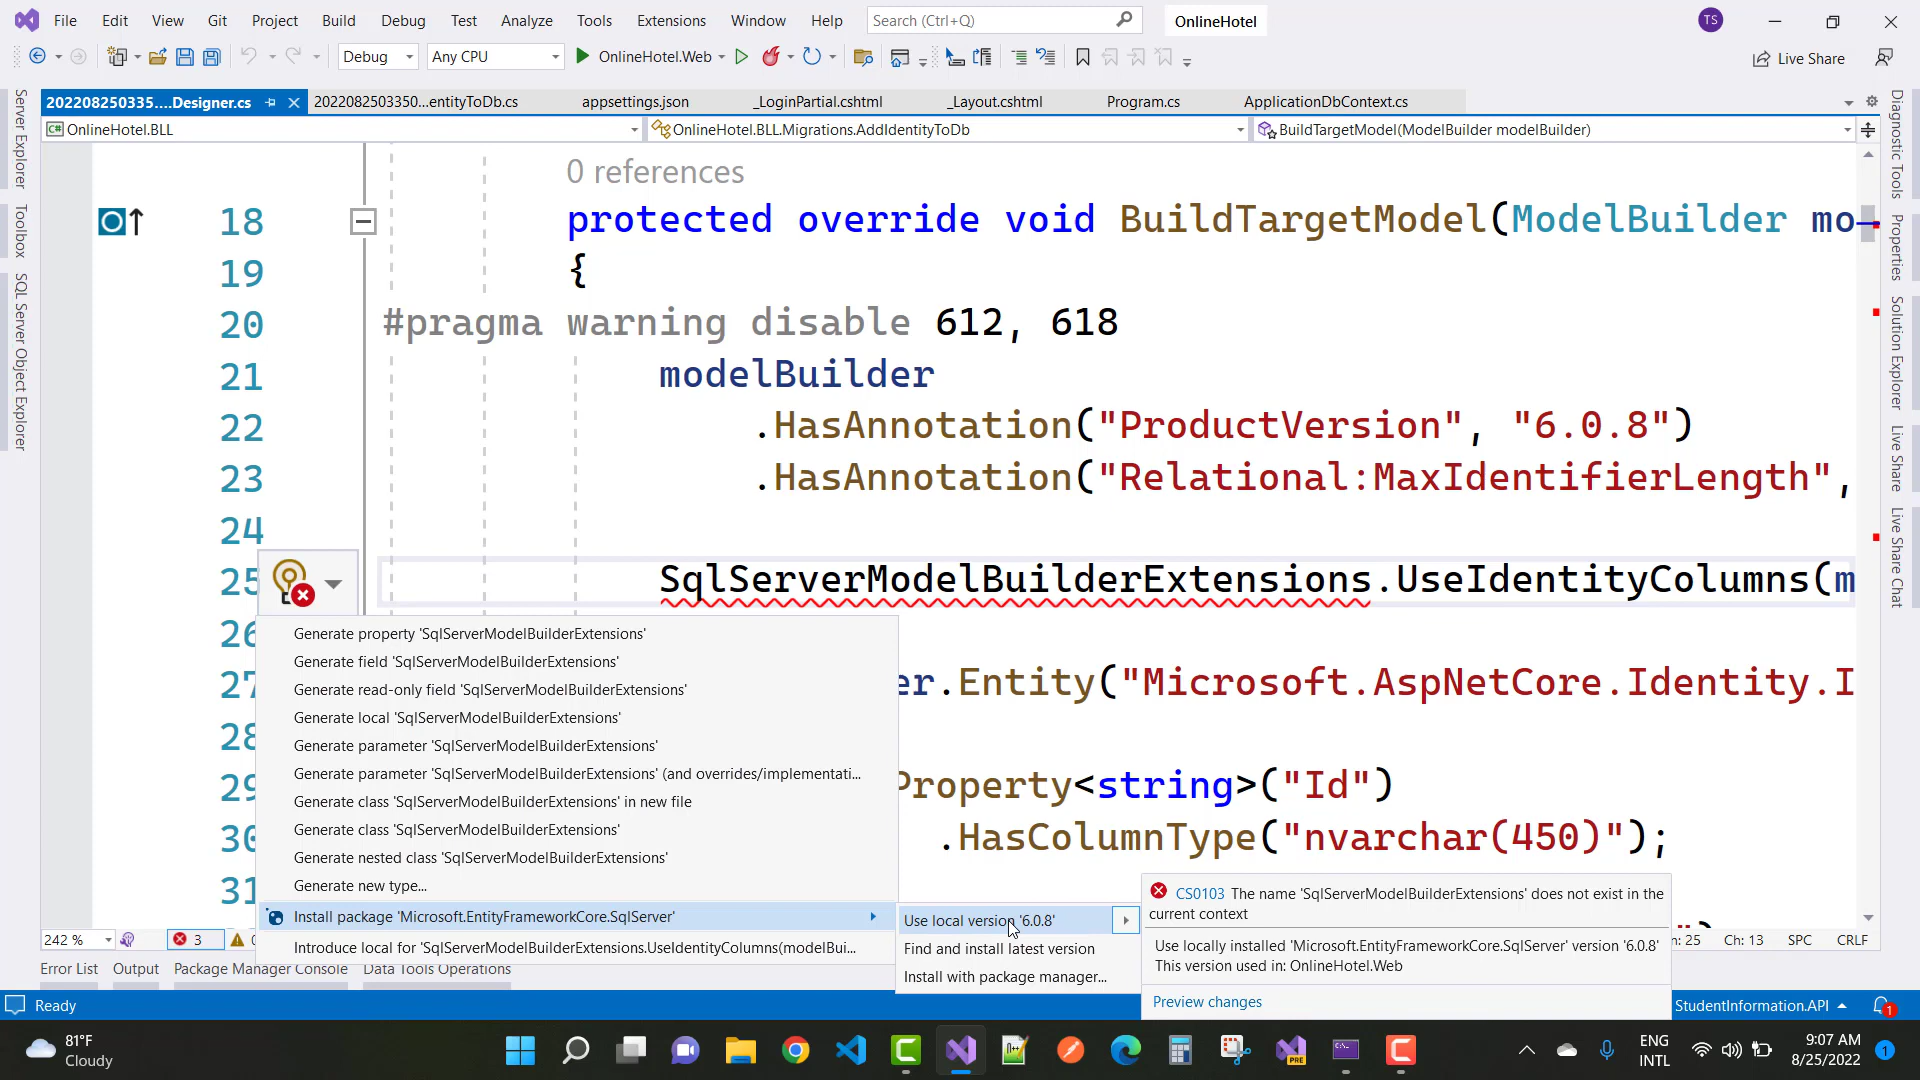 File Edit View Git Project Build Debug Test Analyze Tools Extensions Window Help Search (Ctrl+Q) OnlineHotel TS
Debug Any CPU OnlineHotel.Web Live Share
202208250335....Designer.cs 2022082503350...entityToDb.cs appsettings.json _LoginPartial.cshtml _Layout.cshtml Program.cs ApplicationDbContext.cs
OnlineHotel.BLL OnlineHotel.BLL.Migrations.AddIdentityToDb BuildTargetModel(ModelBuilder modelBuilder)
Server Explorer
Toolbox
SQL Server Object Explorer
0 references
18 protected override void BuildTargetModel(ModelBuilder mo
19 {
20 #pragma warning disable 612, 618
21 modelBuilder
22 .HasAnnotation("ProductVersion", "6.0.8")
23 .HasAnnotation("Relational:MaxIdentifierLength",
24
25 SqlServerModelBuilderExtensions.UseIdentityColumns(m
26
27 er.Entity("Microsoft.AspNetCore.Identity.I
28
29 Property<string>("Id")
30 .HasColumnType("nvarchar(450)");
31
Generate property 'SqlServerModelBuilderExtensions'
Generate field 'SqlServerModelBuilderExtensions'
Generate read-only field 'SqlServerModelBuilderExtensions'
Generate local 'SqlServerModelBuilderExtensions'
Generate parameter 'SqlServerModelBuilderExtensions'
Generate parameter 'SqlServerModelBuilderExtensions' (and overrides/implementati...
Generate class 'SqlServerModelBuilderExtensions' in new file
Generate class 'SqlServerModelBuilderExtensions'
Generate nested class 'SqlServerModelBuilderExtensions'
Generate new type...
Install package 'Microsoft.EntityFrameworkCore.SqlServer'
Introduce local for 'SqlServerModelBuilderExtensions.UseIdentityColumns(modelBui...
Use local version '6.0.8'
Find and install latest version
Install with package manager...
CS0103 The name 'SqlServerModelBuilderExtensions' does not exist in the
current context
Use locally installed 'Microsoft.EntityFrameworkCore.SqlServer' version '6.0.8'
This version used in: OnlineHotel.Web
Preview changes
Diagnostic Tools
Properties
Solution Explorer
Live Share
Live Share Chat
242 % 3 n: 25 Ch: 13 SPC CRLF
Error List Output Package Manager Console Data Tools Operations
Ready StudentInformation.API 1
81°F
Cloudy
ENG
INTL
9:07 AM
8/25/2022
1
PRE